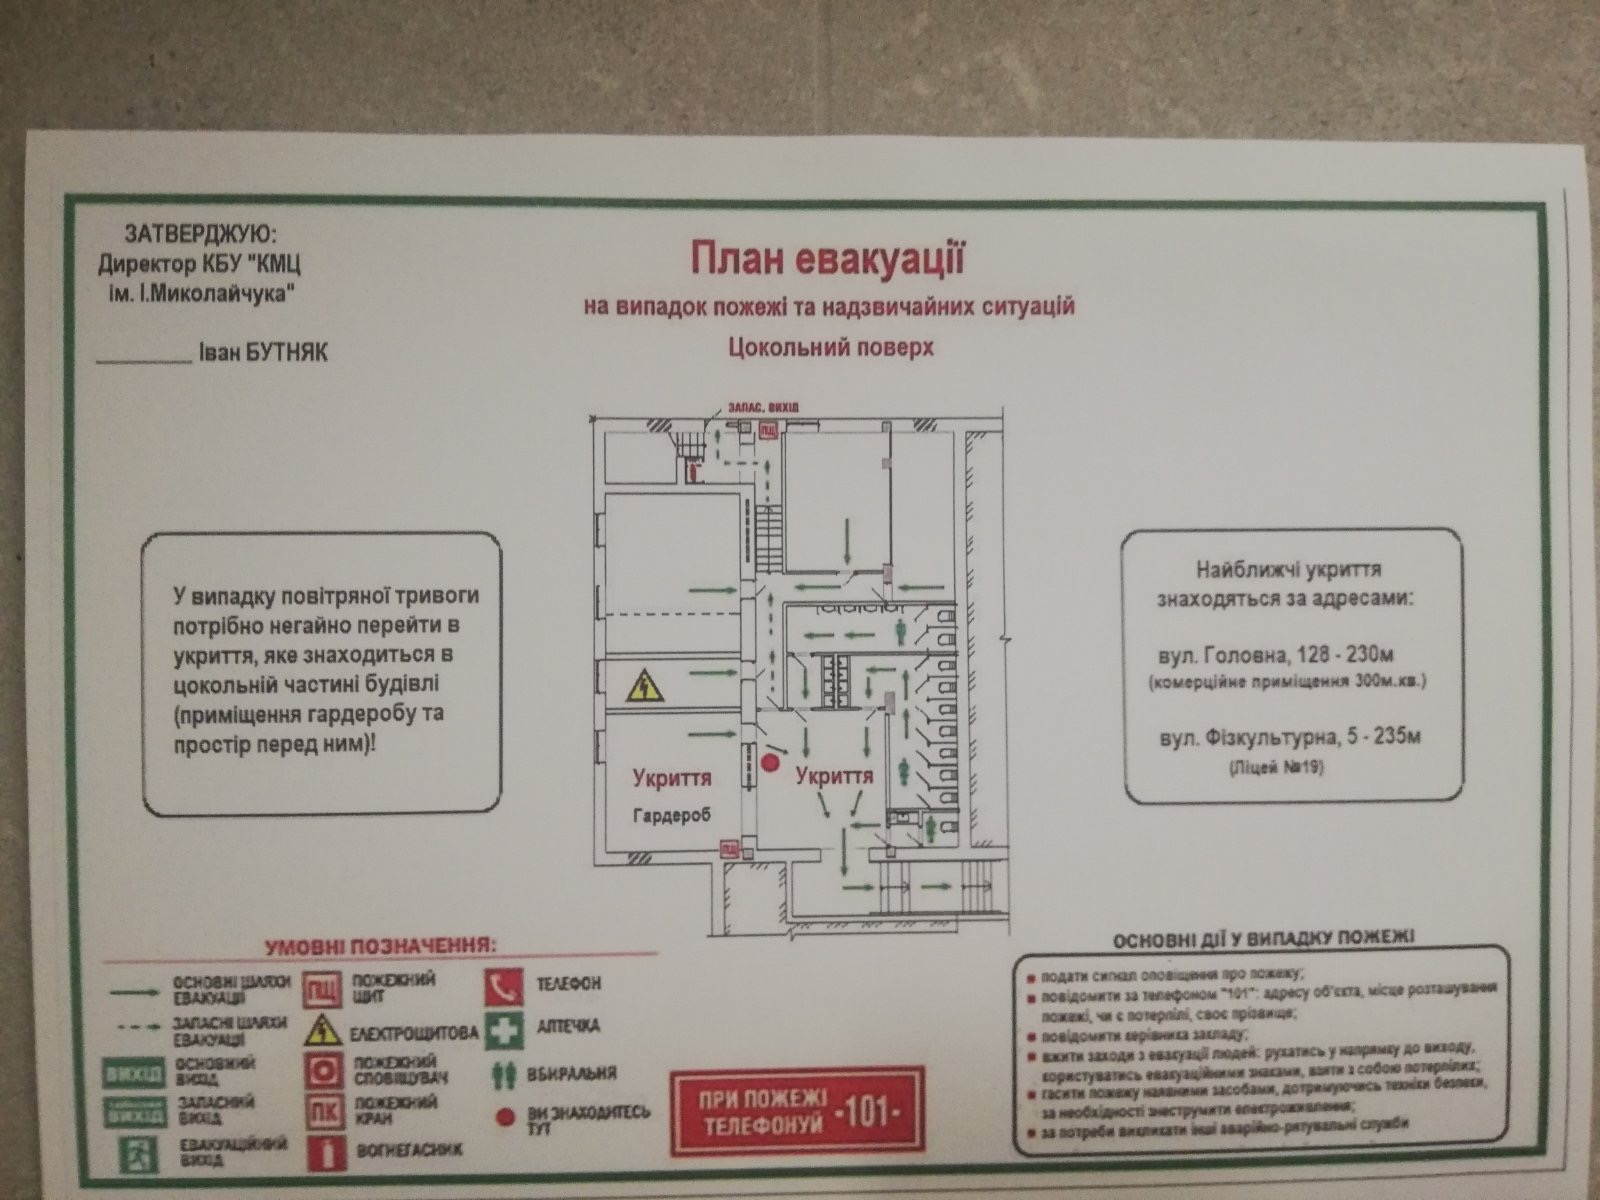 ЗАТВЕРДЖУЮ:
Директор КБУ "КМЦ
ім. І.Миколайчука"
Іван БУТНЯК
План евакуації
на випадок пожежі та надзвичайних ситуацій
Цокольний поверх
ЗАПАС. ВИХІД
ПЩ
У випадку повітряної тривоги
потрібно негайно перейти в
укриття, яке знаходиться в
цокольній частині будівлі
(приміщення гардеробу та
простір перед ним)!
Укриття
Гардероб
Укриття
ПЩ
Найближчі укриття
знаходяться за адресами:
вул. Головна, 128 - 230м
(комерційне приміщення 300м.кв.)
вул. Фізкультурна, 5 - 235м
(Ліцей №19)
УМОВНІ ПОЗНАЧЕННЯ:
ОСНОВНІ ШЛЯХИ
ЕВАКУАЦІЇ
ЗАПАСНІ ШЛЯХИ
ЕВАКУАЦІЇ
ВИХІД
ОСНОВНИЙ
ВИХІД
ВИХІД
ЗАПАСНИЙ
ВИХІД
ЕВАКУАЦІЙНИЙ
ВИХІД
ПЩ
ПОЖЕЖНИЙ
ЩИТ
ЕЛЕКТРОЩИТОВА
ПОЖЕЖНИЙ
СПОВІЩУВАЧ
ПК
ПОЖЕЖНИЙ
КРАН
ВОГНЕГАСНИК
ТЕЛЕФОН
АПТЕЧКА
ВБИРАЛЬНЯ
ВИ ЗНАХОДИТЕСЬ
ТУТ
ПРИ ПОЖЕЖІ
ТЕЛЕФОНУЙ -101-
ОСНОВНІ ДІЇ У ВИПАДКУ ПОЖЕЖІ
подати сигнал оповіщення про пожежу;
повідомити за телефоном "101": адресу об'єкта, місце розташування
пожежі, чи є потерпілі, своє прізвище;
повідомити керівника закладу;
вжити заходи з евакуації людей: рухатись у напрямку до виходу,
користуватись евакуаційними знаками, взяти з собою потерпілих;
гасити пожежу наявними засобами, дотримуючись техніки безпеки,
за необхідності знеструмити електроживлення;
за потреби викликати інші аварійно-рятувальні служби